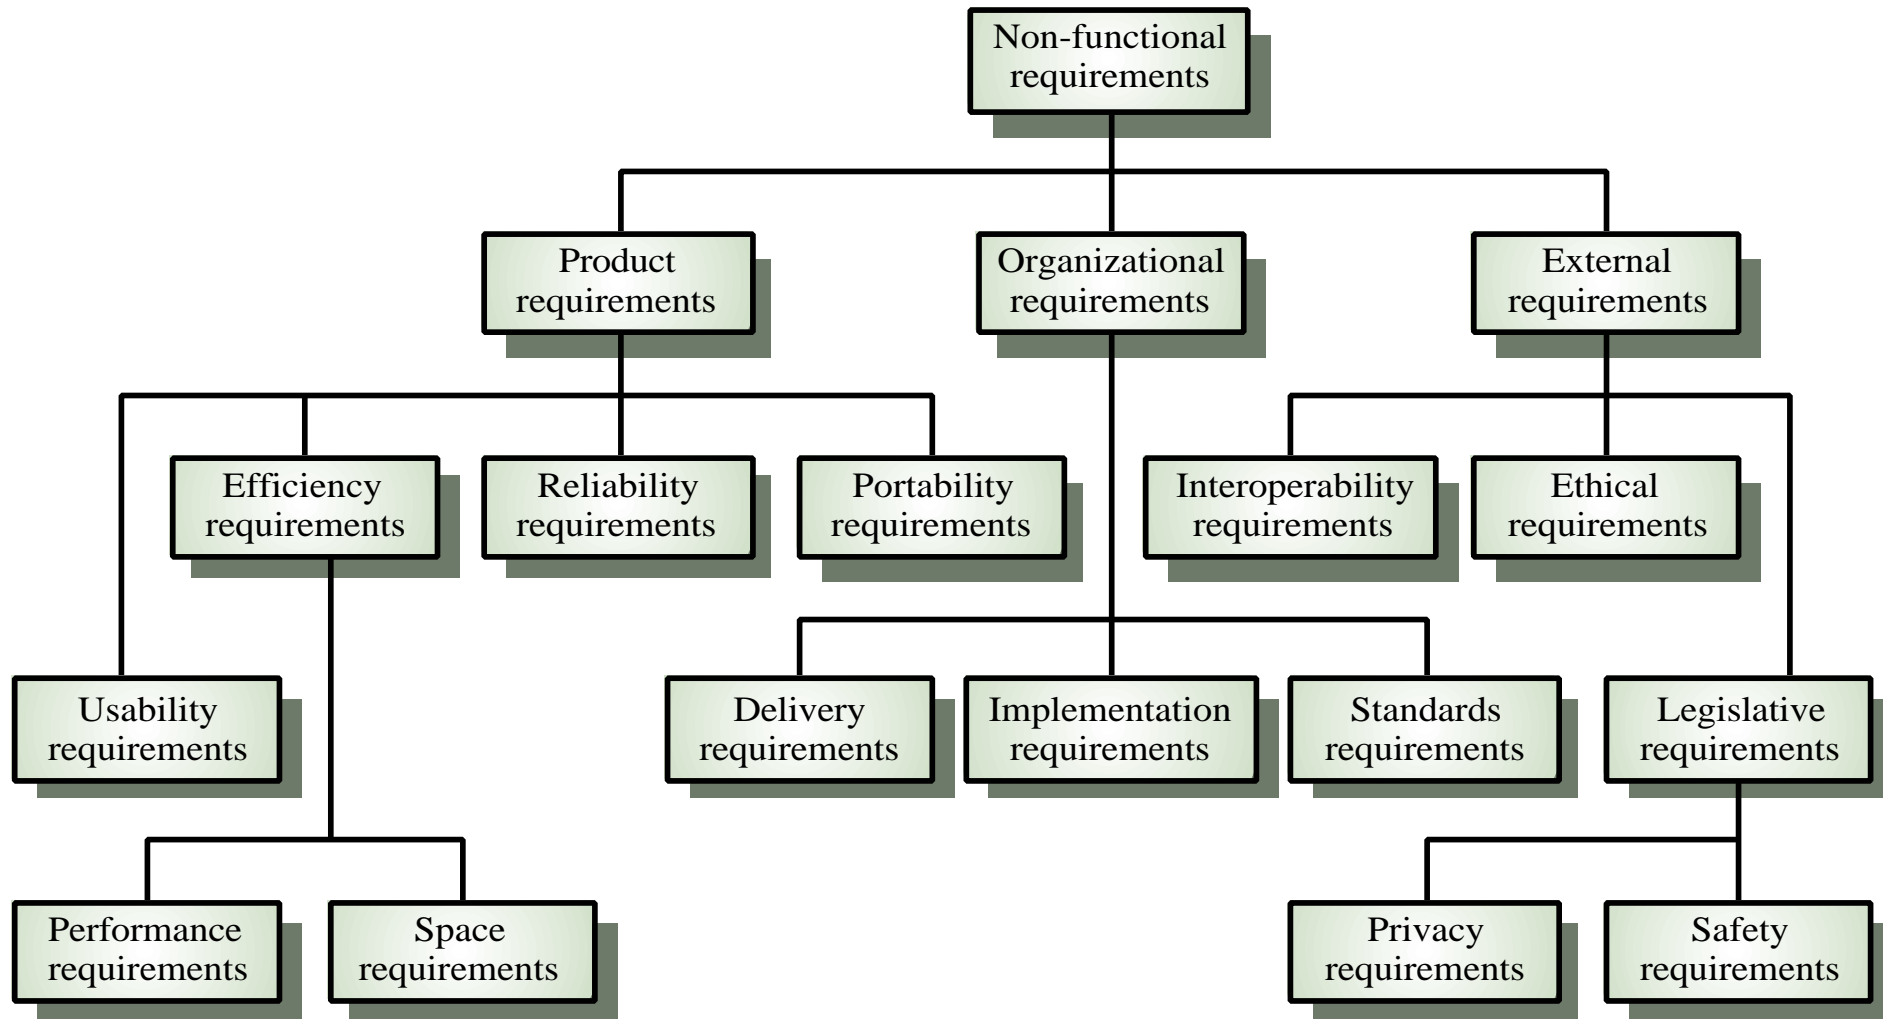 Non-functional
requirements
Product
requirements
Organizational
requirements
External
requirements
Efficiency
requirements
Reliability
requirements
Portability
requirements
Interoperability
requirements
Ethical
requirements
Usability
requirements
Delivery
requirements
Implementation
requirements
Standards
requirements
Legislative
requirements
Performance
requirements
Space
requirements
Privacy
requirements
Safety
requirements